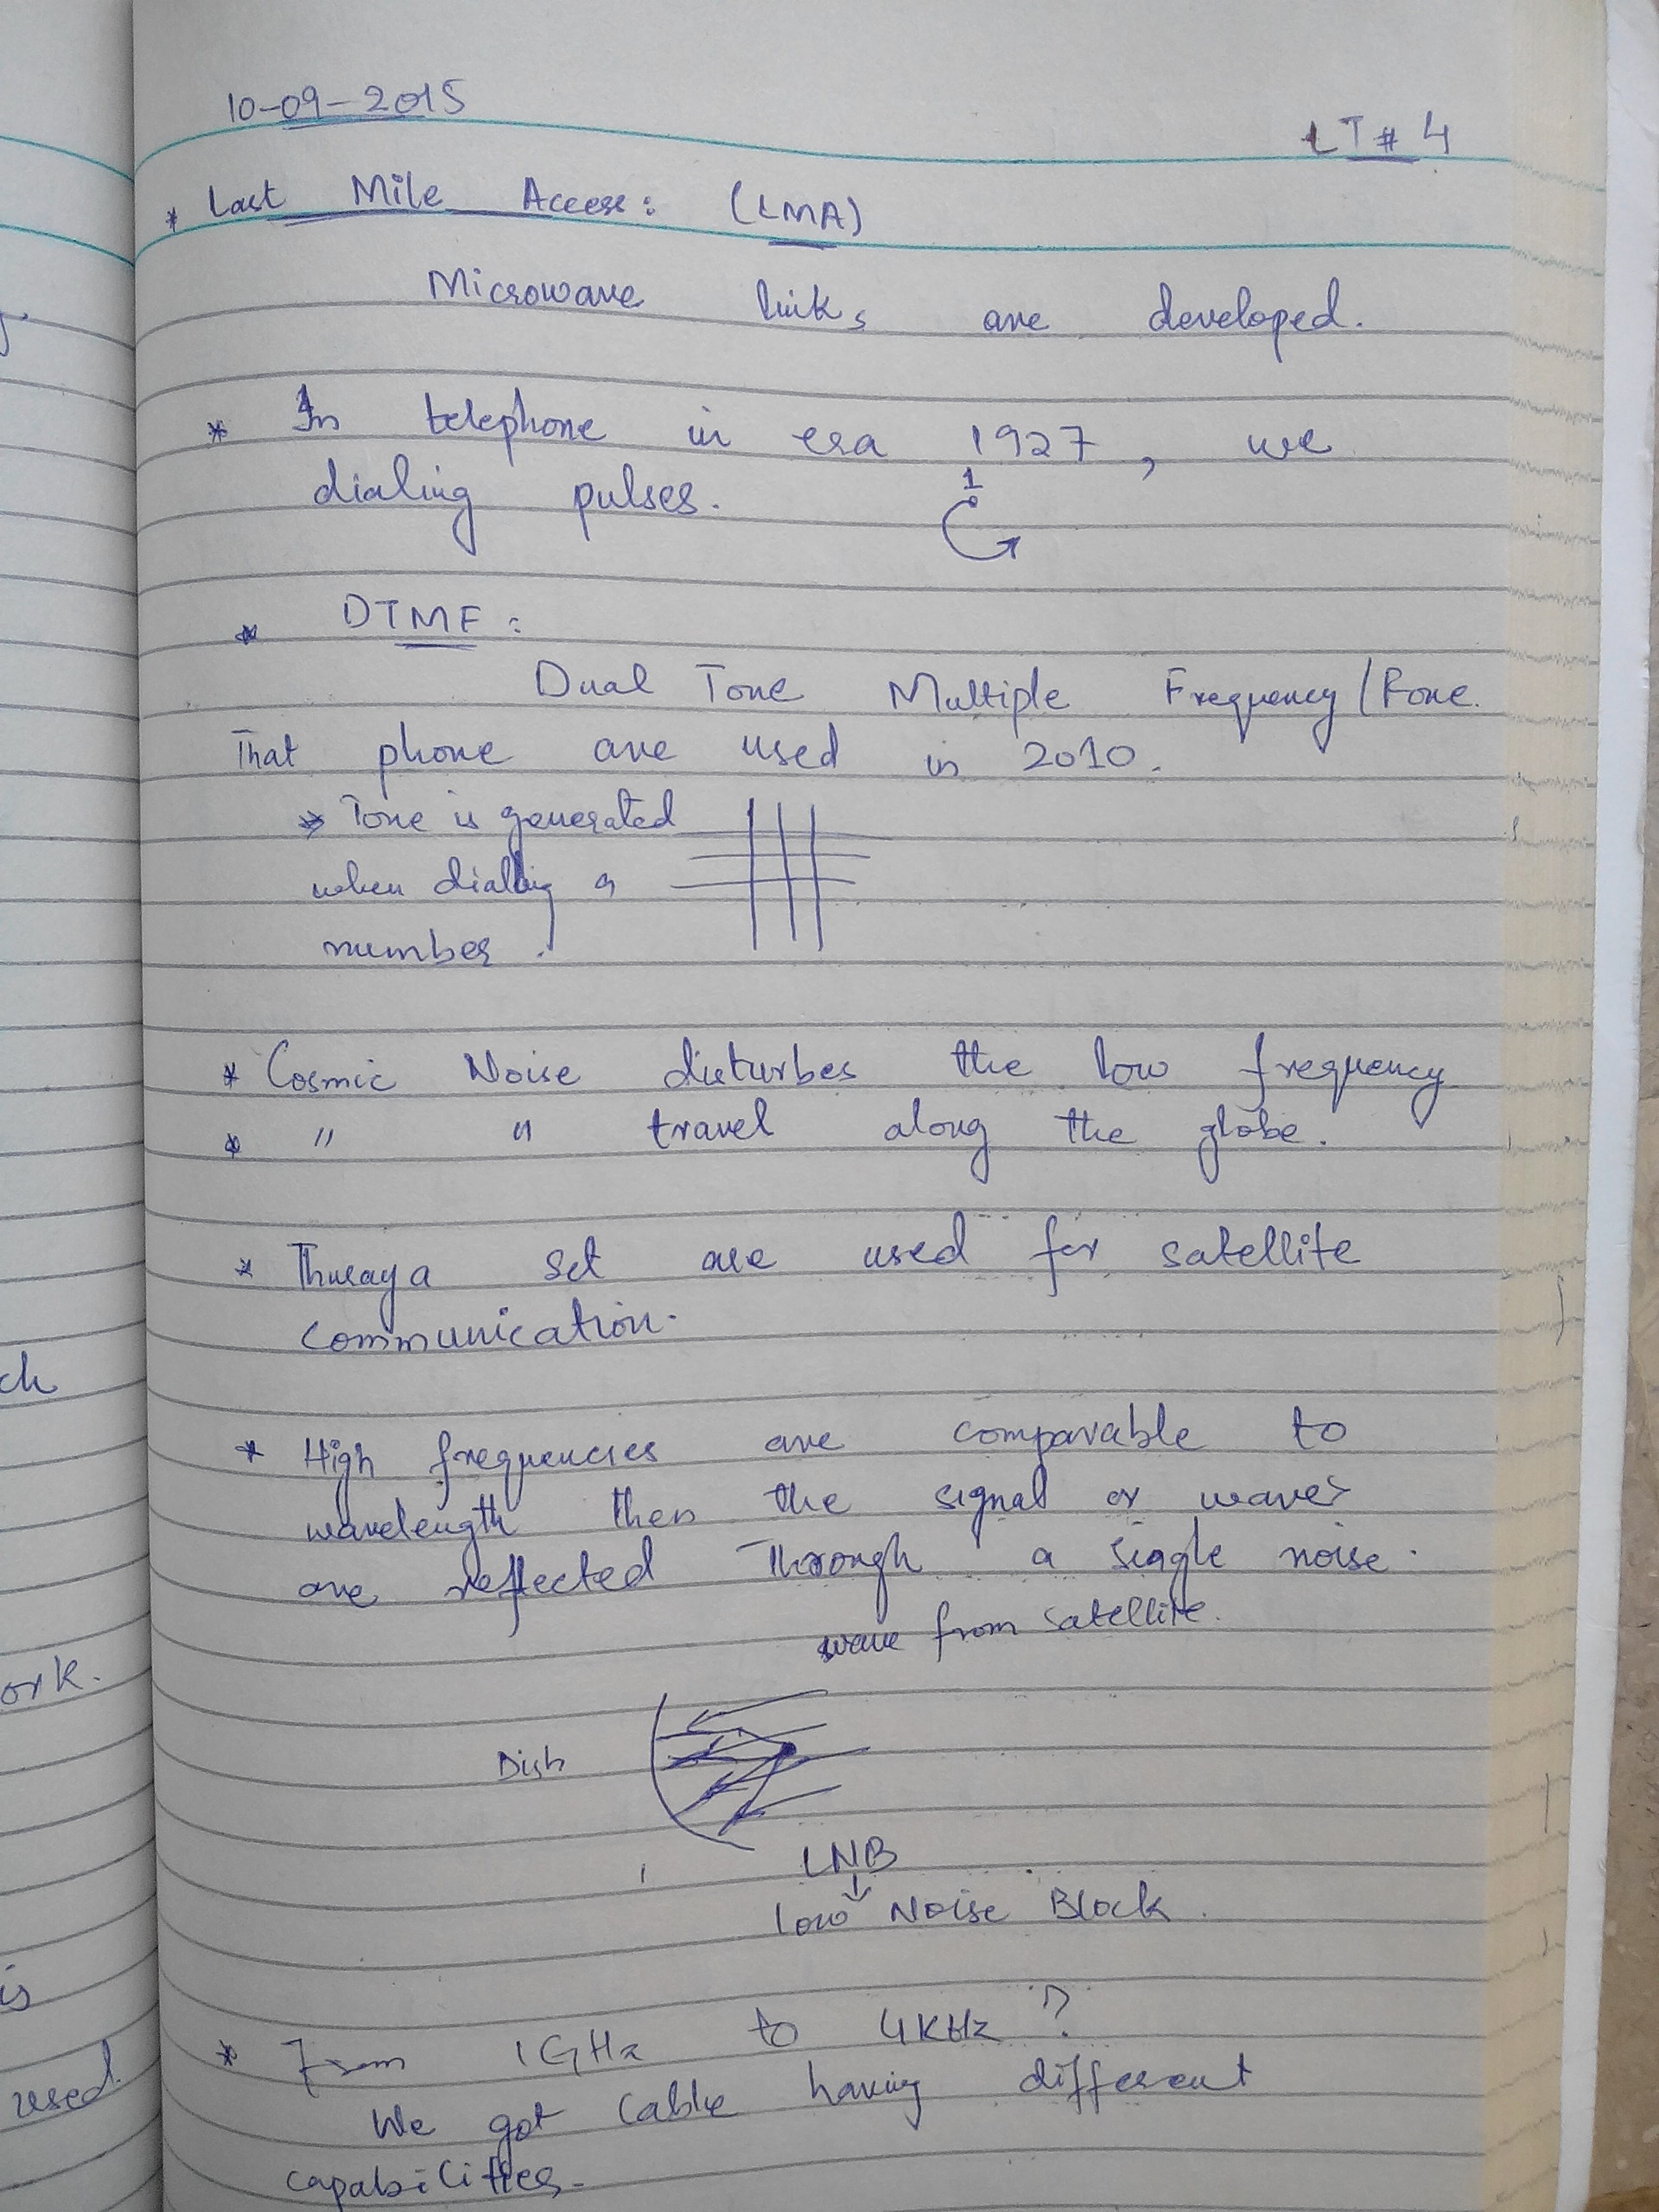 10-09-2015
LT# 4
* Last Mile Access: (LMA)
Microwave links are developed.
* In telephone in era 1927, we
dialing pulses.
1
* DTMF:
Dual Tone Multiple Frequency/Fone.
That phone are used in 2010.
* Tone is generated
when dialing a
number.
* Cosmic Noise disturbes the low frequency
* " " travel along the globe.
* Thuraya set are used for satellite
communication.
* High frequencies are comparable to
wavelength then the signal or waves
are reflected Through a single noise.
wave from satellite.
Dish
LNB
Low Noise Block.
* From 1GHz to 4KHz?
We got cable having different
capabilities.
ch
ork.
is
used.